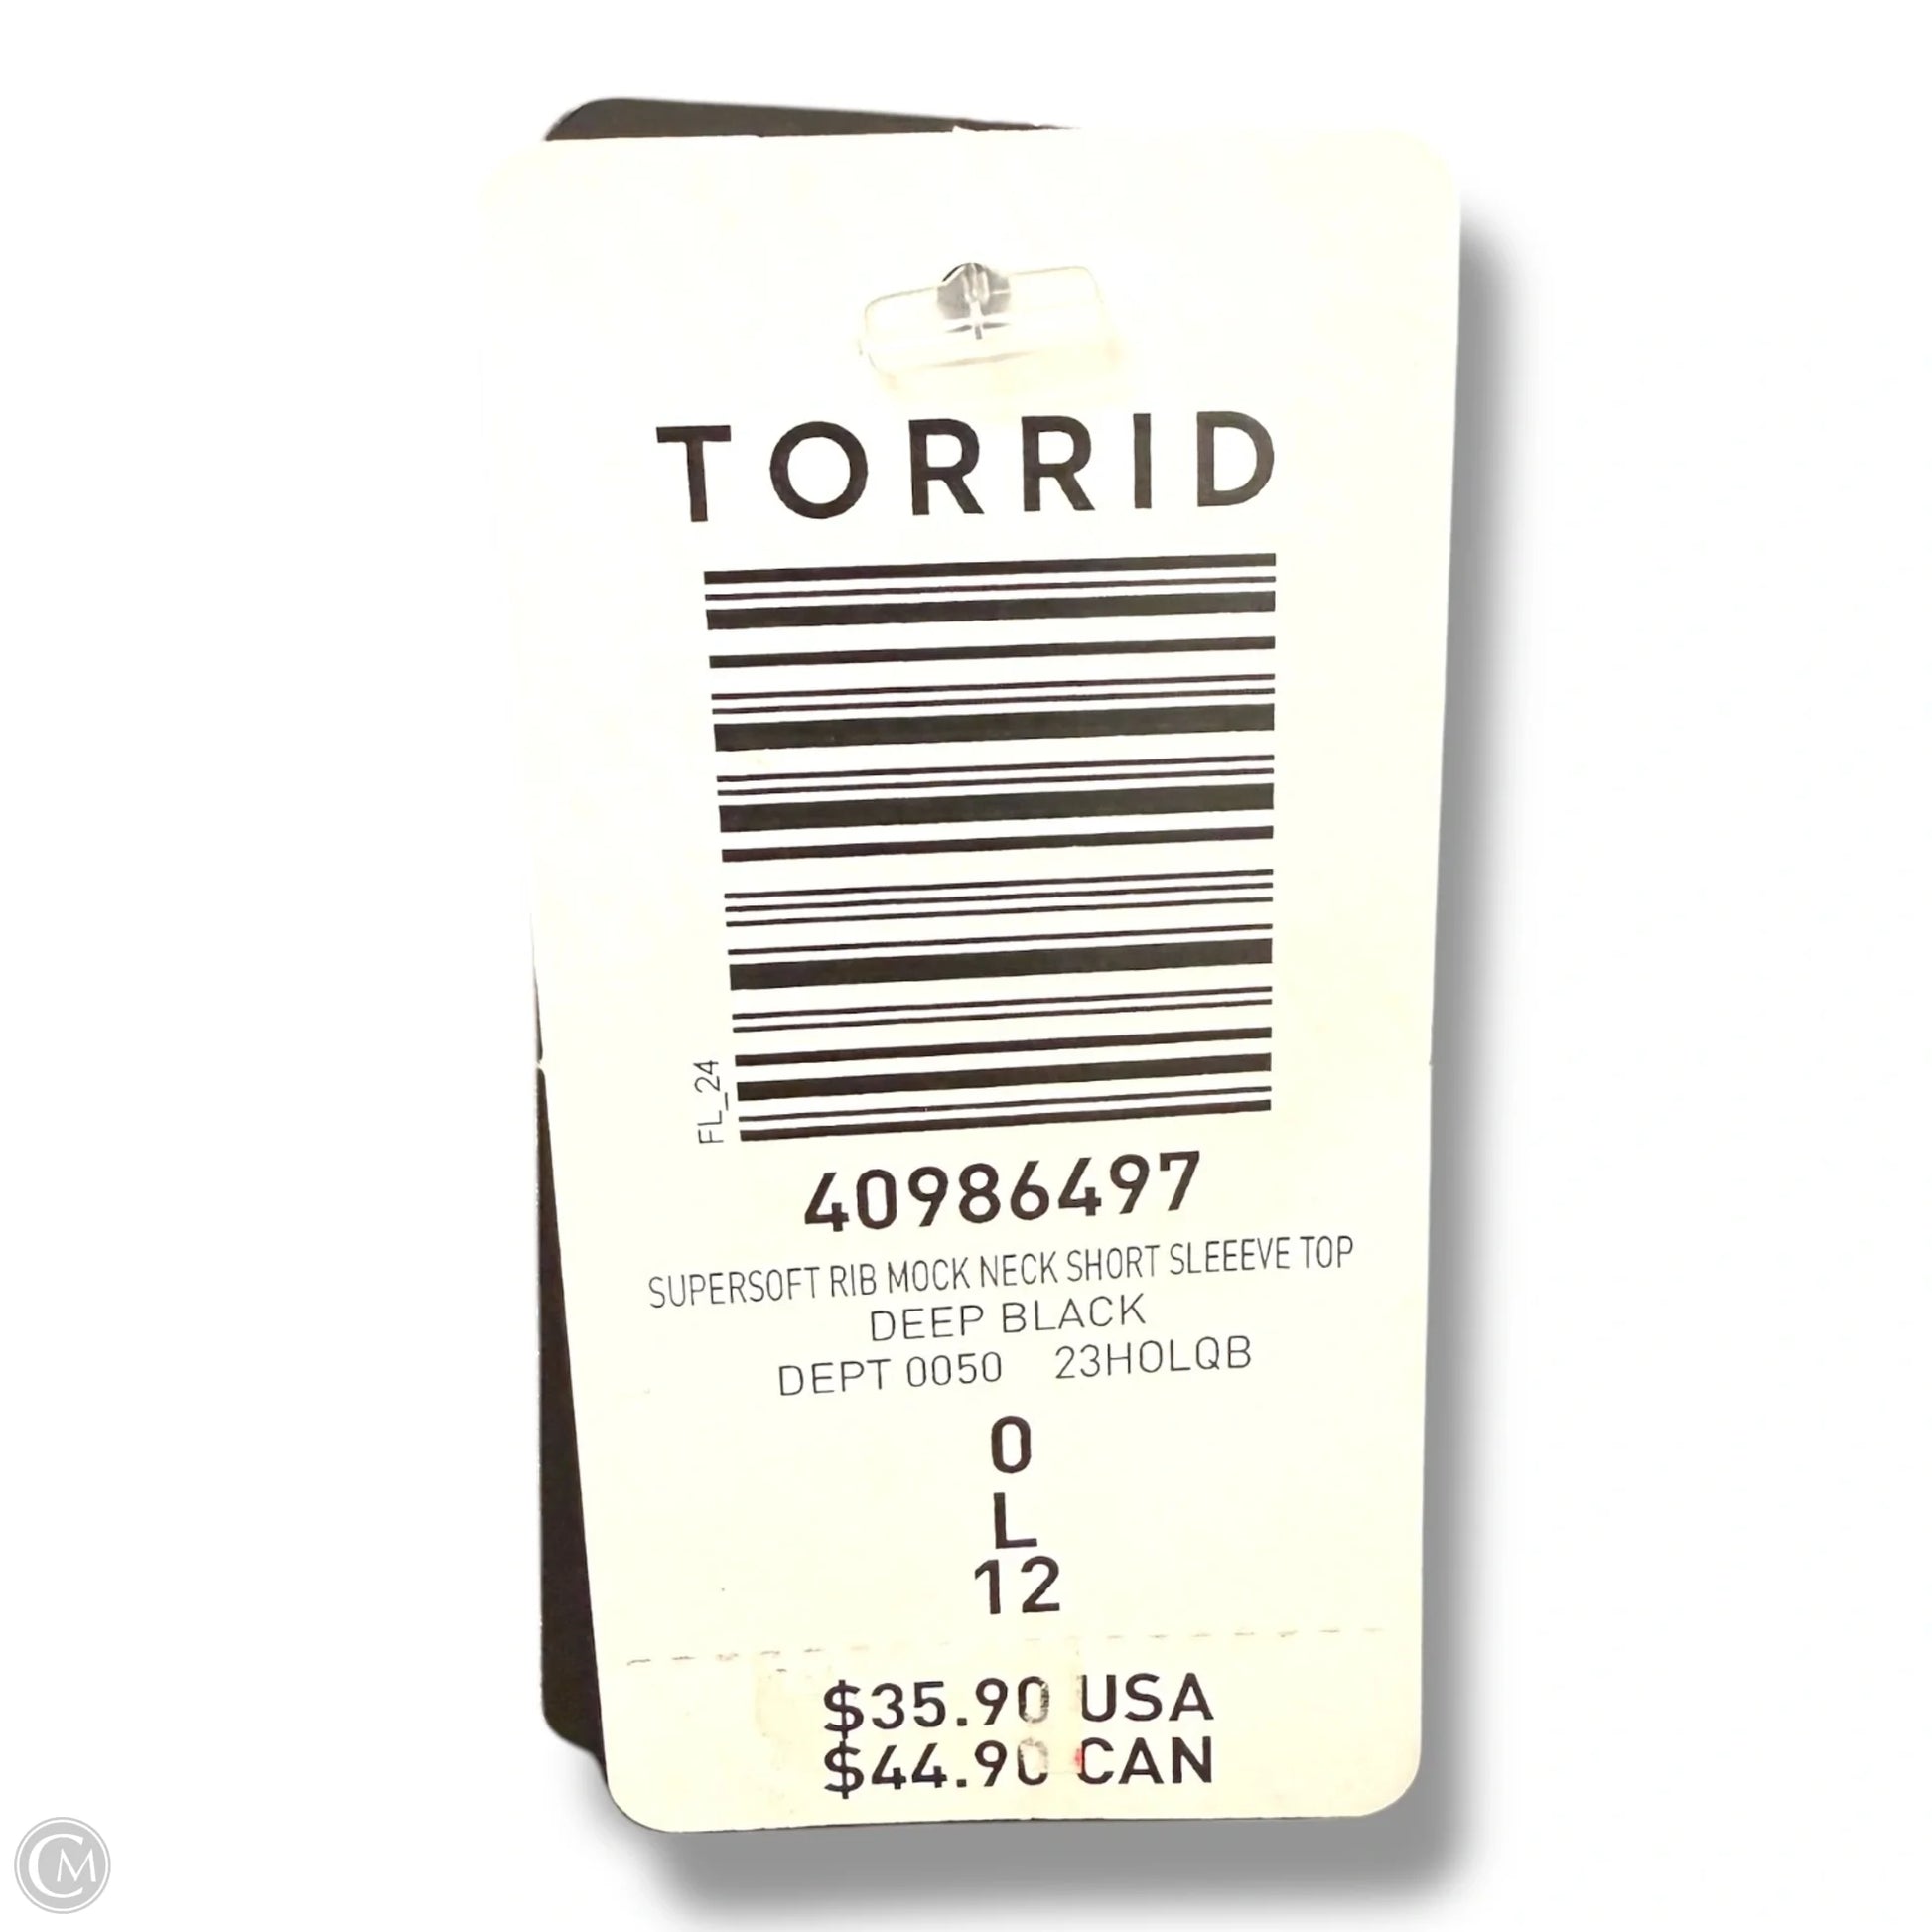 TORRID
FL_24
40986497
SUPERSOFT RIB MOCK NECK SHORT SLEEEVE TOP
DEEP BLACK
DEPT 0050 23HOLQB
0
L
12
$35.90 USA
$44.90 CAN
CM